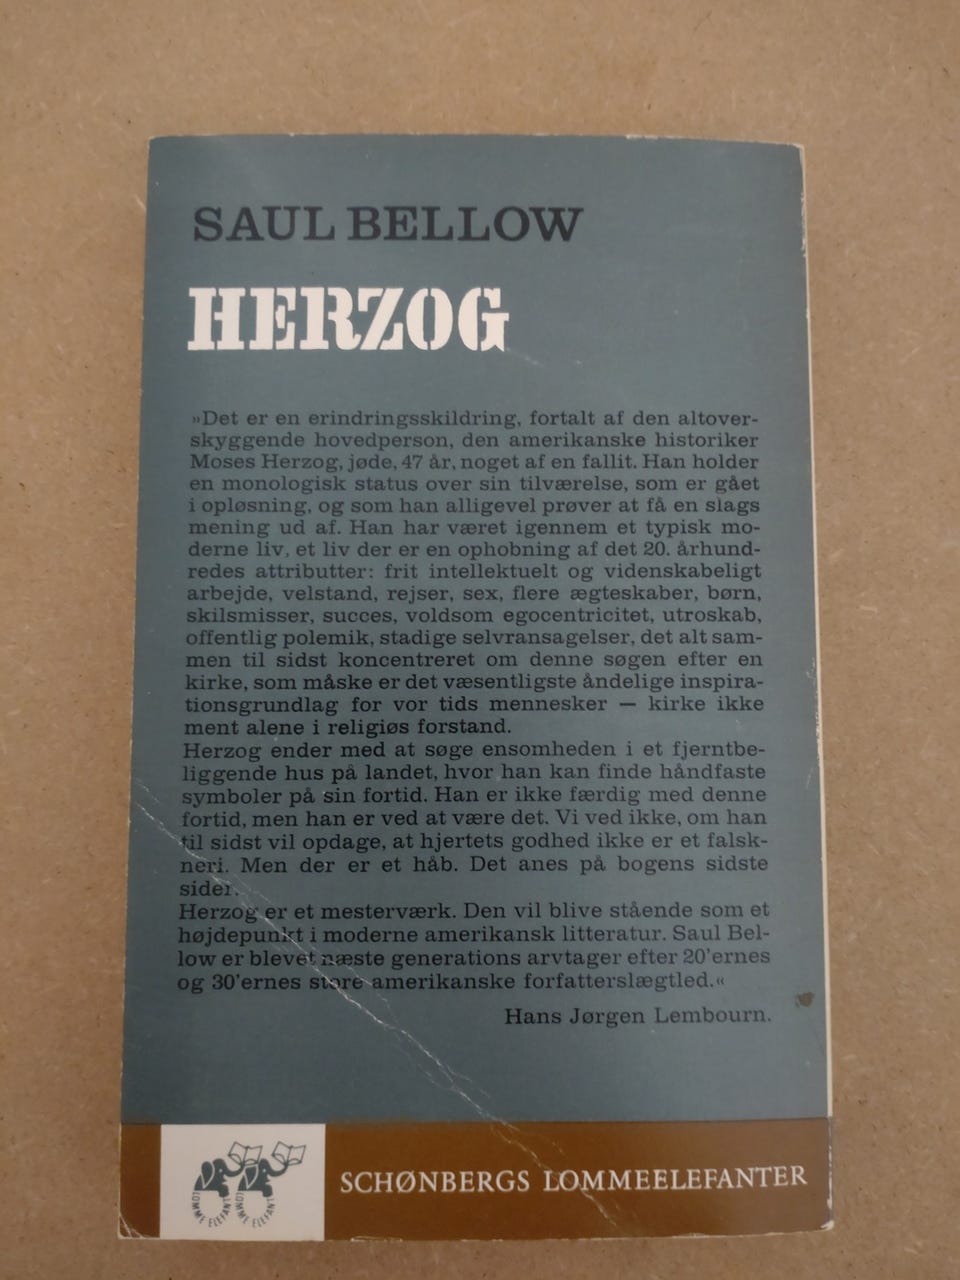 SAUL BELLOW
HERZOG
»Det er en erindringsskildring, fortalt af den altover-
skyggende hovedperson, den amerikanske historiker
Moses Herzog, jøde, 47 år, noget af en fallit. Han holder
en monologisk status over sin tilværelse, som er gået
i opløsning, og som han alligevel prøver at få en slags
mening ud af. Han har været igennem et typisk mo-
derne liv, et liv der er en ophobning af det 20. århund-
redes attributter: frit intellektuelt og videnskabeligt
arbejde, velstand, rejser, sex, flere ægteskaber, børn,
skilsmisser, succes, voldsom egocentricitet, utroskab,
offentlig polemik, stadige selvransagelser, det alt sam-
men til sidst koncentreret om denne søgen efter en
kirke, som måske er det væsentligste åndelige inspira-
tionsgrundlag for vor tids mennesker — kirke ikke
ment alene i religiøs forstand.
Herzog ender med at søge ensomheden i et fjerntbe-
liggende hus på landet, hvor han kan finde håndfaste
symboler på sin fortid. Han er ikke færdig med denne
fortid, men han er ved at være det. Vi ved ikke, om han
til sidst vil opdage, at hjertets godhed ikke er et falsk-
neri. Men der er et håb. Det anes på bogens sidste
sider.
Herzog er et mesterværk. Den vil blive stående som et
højdepunkt i moderne amerikansk litteratur. Saul Bel-
low er blevet næste generations arvtager efter 20'ernes
og 30'ernes store amerikanske forfatterslægtled.«
Hans Jørgen Lembourn.
LOMME ELEFANT
LOMME ELEFANT
SCHØNBERGS LOMMEELEFANTER